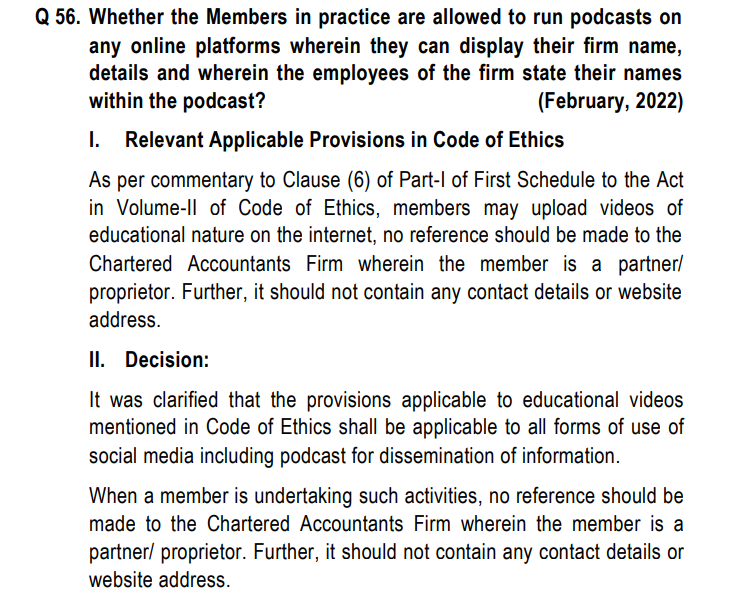 Q 56. Whether the Members in practice are allowed to run podcasts on
any online platforms wherein they can display their firm name,
details and wherein the employees of the firm state their names
within the podcast? (February, 2022)
I. Relevant Applicable Provisions in Code of Ethics
As per commentary to Clause (6) of Part-I of First Schedule to the Act
in Volume-II of Code of Ethics, members may upload videos of
educational nature on the internet, no reference should be made to the
Chartered Accountants Firm wherein the member is a partner/
proprietor. Further, it should not contain any contact details or website
address.
II. Decision:
It was clarified that the provisions applicable to educational videos
mentioned in Code of Ethics shall be applicable to all forms of use of
social media including podcast for dissemination of information.
When a member is undertaking such activities, no reference should be
made to the Chartered Accountants Firm wherein the member is a
partner/ proprietor. Further, it should not contain any contact details or
website address.